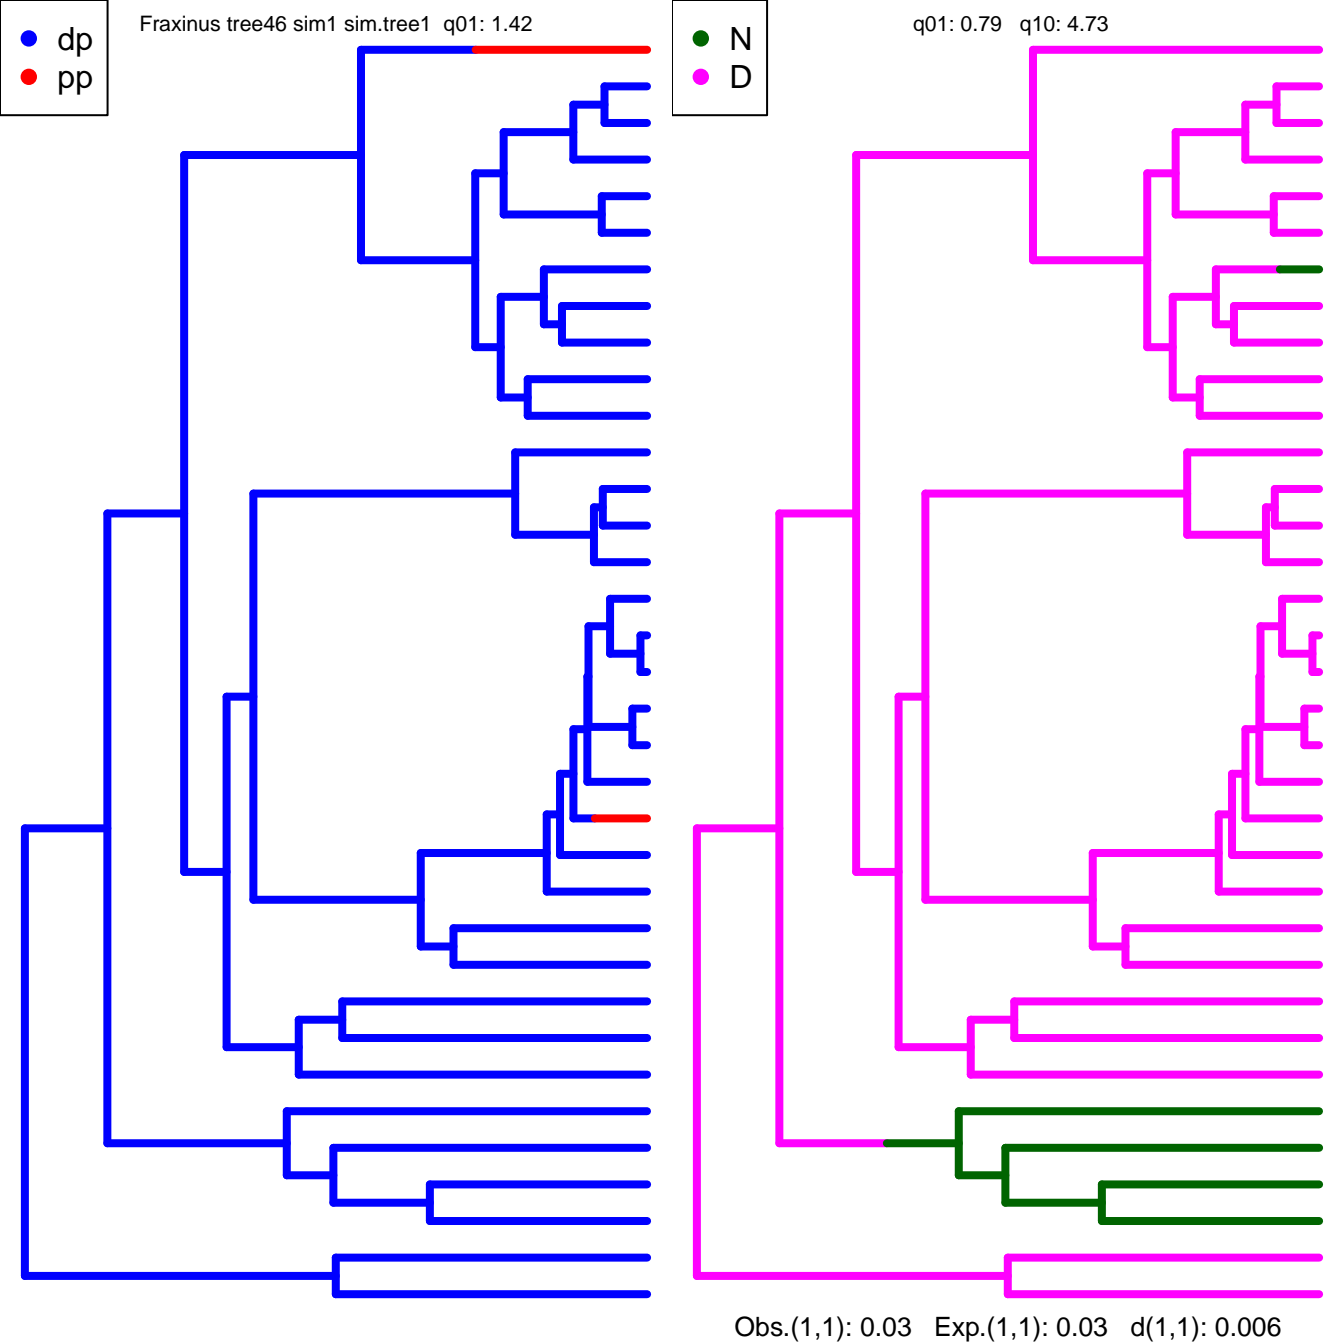 Fraxinus tree46 sim1 sim.tree1 q01: 1.42
dp
pp
q01: 0.79 q10: 4.73
N
D
Obs.(1,1): 0.03 Exp.(1,1): 0.03 d(1,1): 0.006